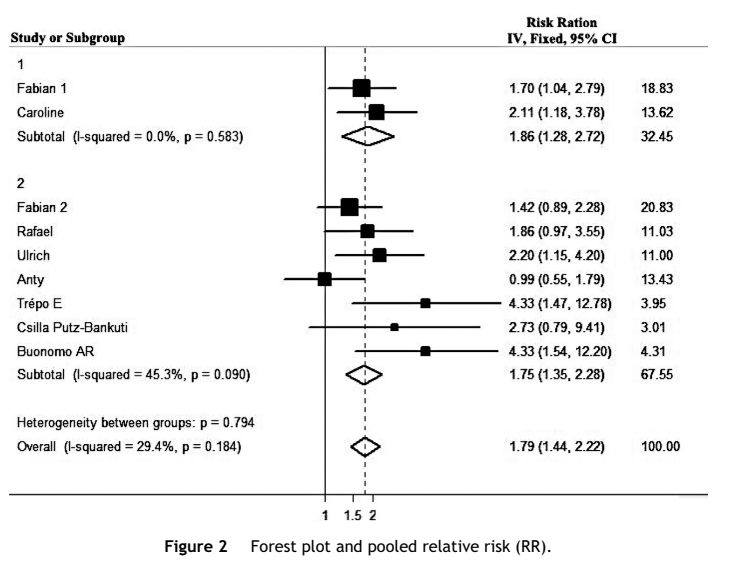 Risk Ration
Study or Subgroup IV, Fixed, 95% CI
1
Fabian 1 1.70 (1.04, 2.79) 18.83
Caroline 2.11 (1.18, 3.78) 13.62
Subtotal (I-squared = 0.0%, p = 0.583) 1.86 (1.28, 2.72) 32.45
2
Fabian 2 1.42 (0.89, 2.28) 20.83
Rafael 1.86 (0.97, 3.55) 11.03
Ulrich 2.20 (1.15, 4.20) 11.00
Anty 0.99 (0.55, 1.79) 13.43
Trépo E 4.33 (1.47, 12.78) 3.95
Csilla Putz-Bankuti 2.73 (0.79, 9.41) 3.01
Buonomo AR 4.33 (1.54, 12.20) 4.31
Subtotal (I-squared = 45.3%, p = 0.090) 1.75 (1.35, 2.28) 67.55
Heterogeneity between groups: p = 0.794
Overall (I-squared = 29.4%, p = 0.184) 1.79 (1.44, 2.22) 100.00
1 1.5 2
Figure 2 Forest plot and pooled relative risk (RR).